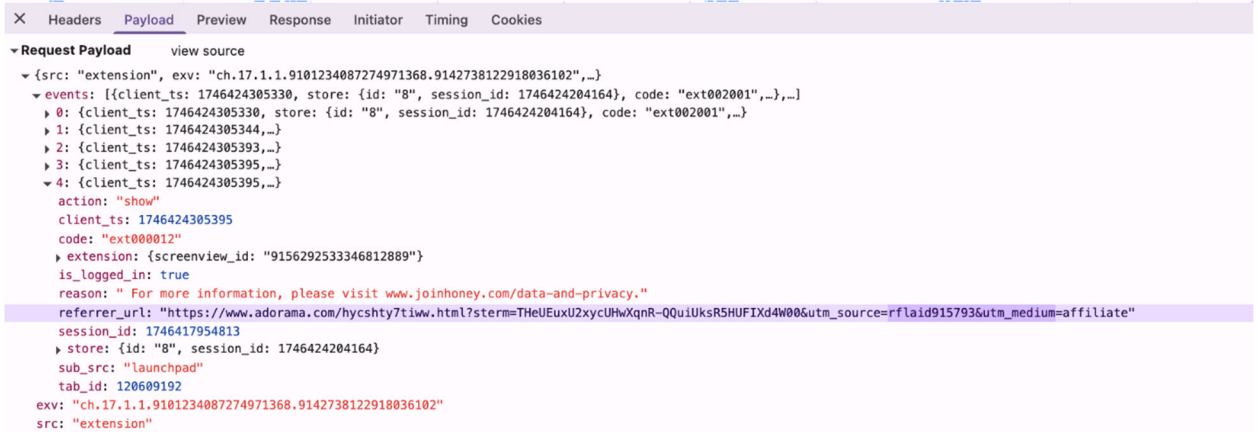 Headers Payload Preview Response Initiator Timing Cookies
Request Payload view source
{src: "extension", exv: "ch.17.1.1.9101234087274971368.9142738122918036102",…}
events: [{client_ts: 1746424305330, store: {id: "8", session_id: 1746424204164}, code: "ext002001",…},…]
0: {client_ts: 1746424305330, store: {id: "8", session_id: 1746424204164}, code: "ext002001",…}
1: {client_ts: 1746424305344,…}
2: {client_ts: 1746424305393,…}
3: {client_ts: 1746424305395,…}
4: {client_ts: 1746424305395,…}
action: "show"
client_ts: 1746424305395
code: "ext000012"
extension: {screenview_id: "9156292533346812889"}
is_logged_in: true
reason: " For more information, please visit www.joinhoney.com/data-and-privacy."
referrer_url: "https://www.adorama.com/hycshty7tiww.html?sterm=THeUEuxU2xycUHwXqnR-QQuiUksR5HUFIXd4W00&utm_source=rflaid915793&utm_medium=affiliate"
session_id: 1746417954813
store: {id: "8", session_id: 1746424204164}
sub_src: "launchpad"
tab_id: 120609192
exv: "ch.17.1.1.9101234087274971368.9142738122918036102"
src: "extension"